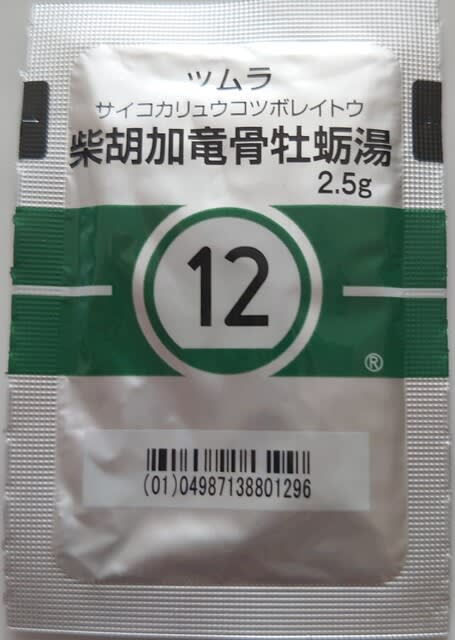 ツムラ
サイコカリュウコツボレイトウ
柴胡加竜骨牡蛎湯
2.5g
12
®
(01)04987138801296